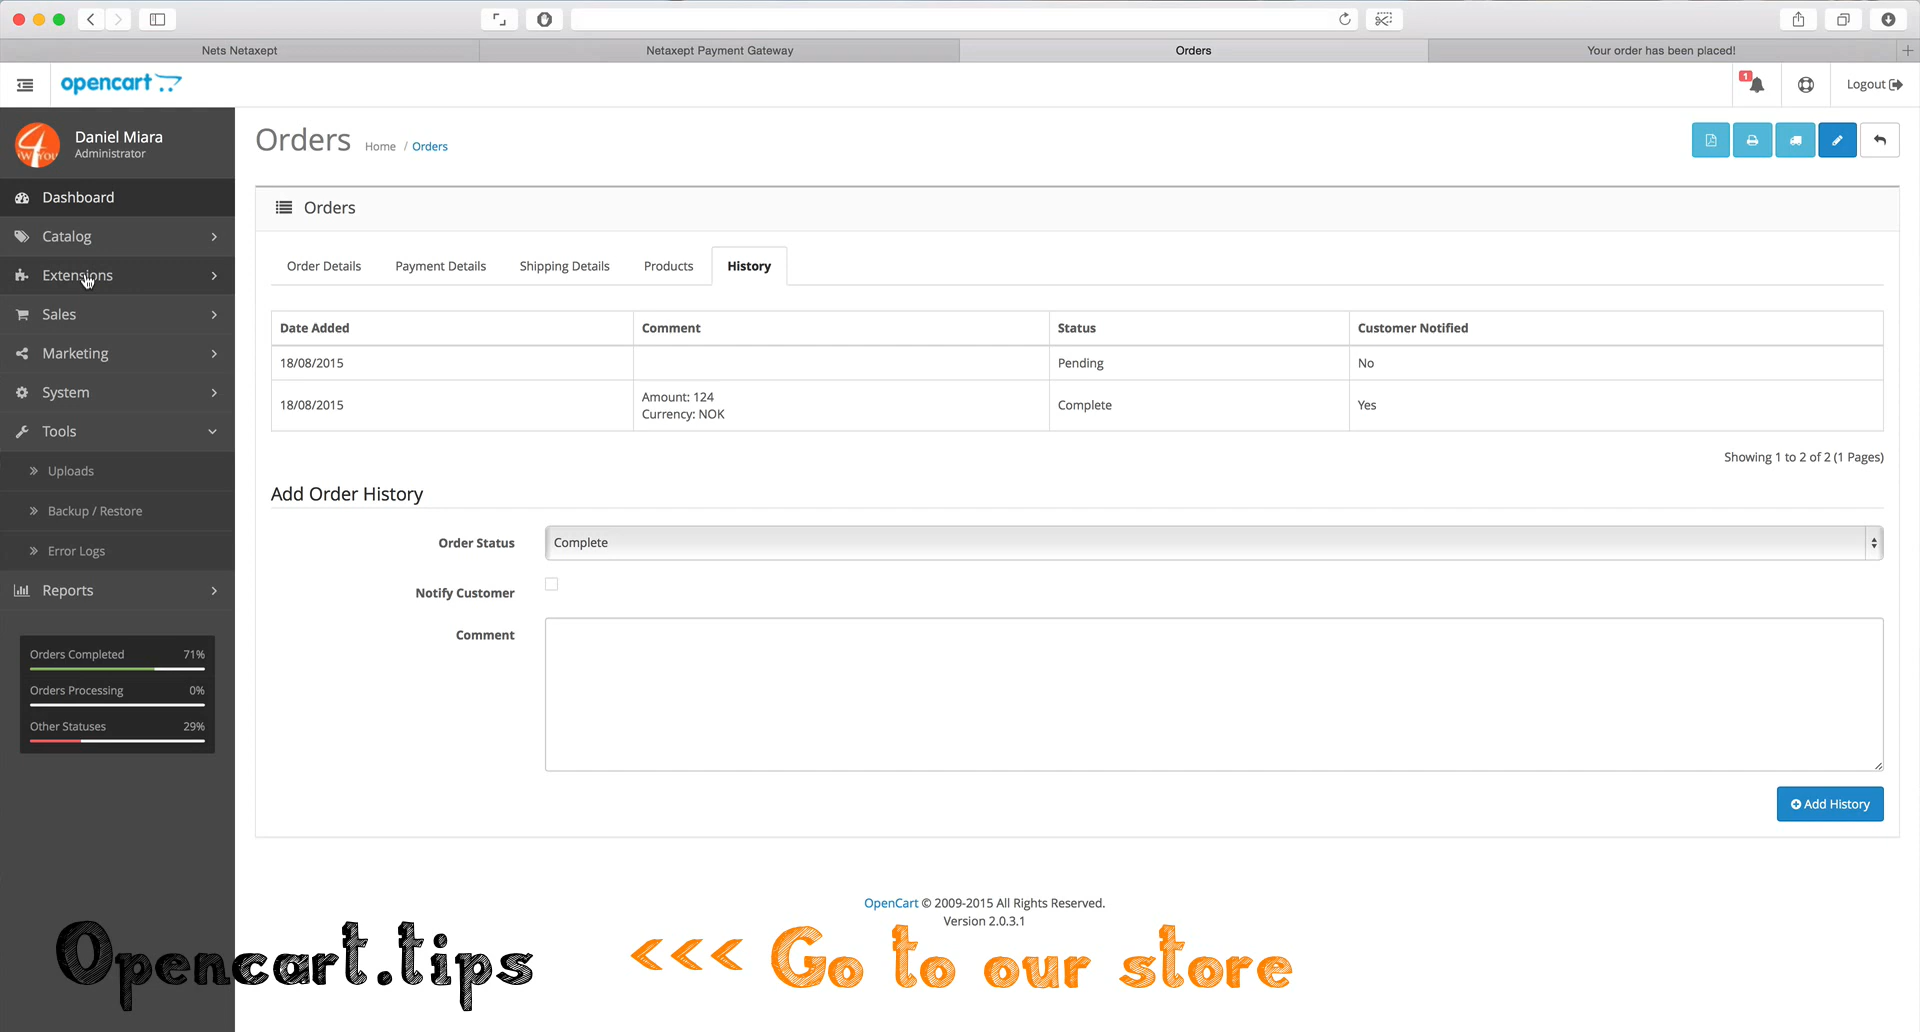 Nets Netaxept
Netaxept Payment Gateway
Orders
Your order has been placed!
opencart
1
Logout
4
W YOU
Daniel Miara
Administrator
Orders
Home / Orders
Dashboard
Catalog
Extensions
Sales
Marketing
System
Tools
Uploads
Backup / Restore
Error Logs
Reports
Orders Completed 71%
Orders Processing 0%
Other Statuses 29%
Orders
Order Details Payment Details Shipping Details Products History
Date Added Comment Status Customer Notified
18/08/2015 Pending No
18/08/2015 Amount: 124 Complete Yes
Currency: NOK
Showing 1 to 2 of 2 (1 Pages)
Add Order History
Order Status Complete
Notify Customer
Comment
Add History
OpenCart © 2009-2015 All Rights Reserved.
Version 2.0.3.1
Opencart.tips <<< Go to our store